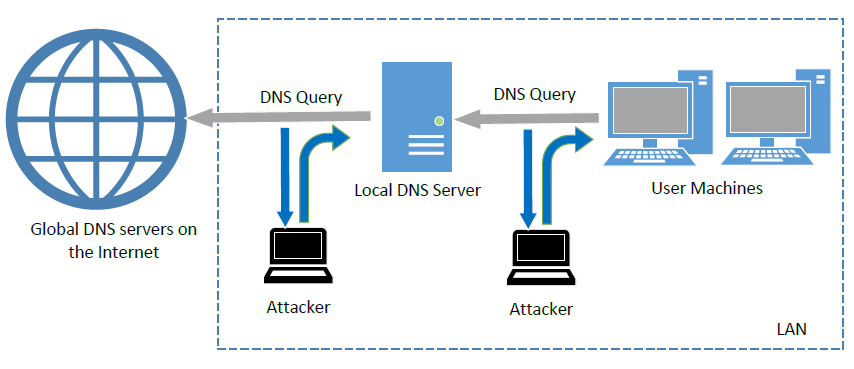 DNS Query
DNS Query
Local DNS Server
User Machines
Global DNS servers on
the Internet
Attacker
Attacker
LAN